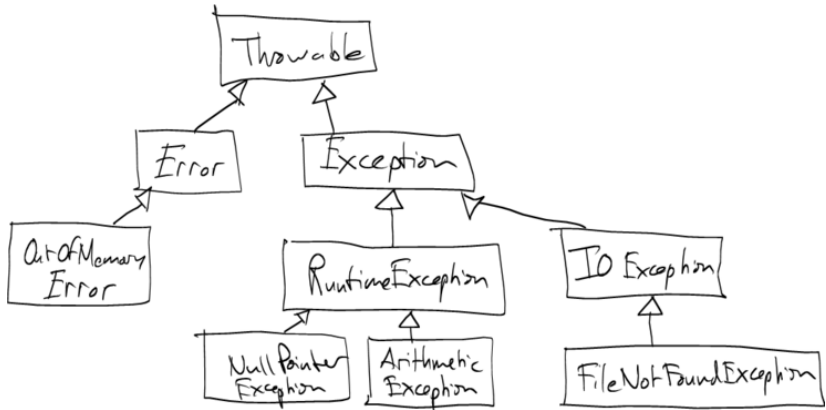 Throwable
Error
Exception
OutOfMemory
Error
RuntimeException
IO Exception
NullPointer
Exception
Arithmetic
Exception
FileNotFoundException